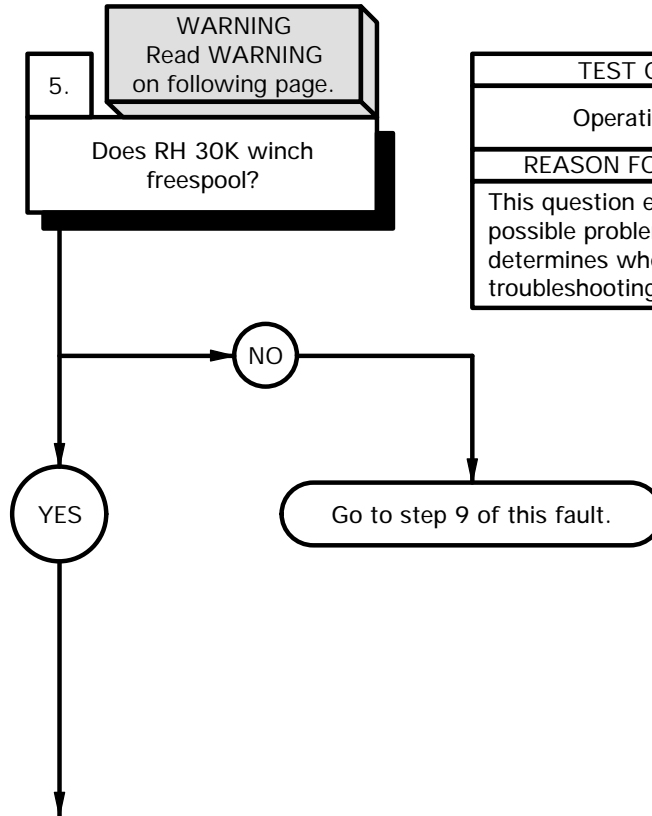 WARNING
Read WARNING
on following page.
5.
Does RH 30K winch
freespool?
TEST
Operati
REASON FO
This question e
possible proble
determines whe
troubleshooting
NO
YES
Go to step 9 of this fault.